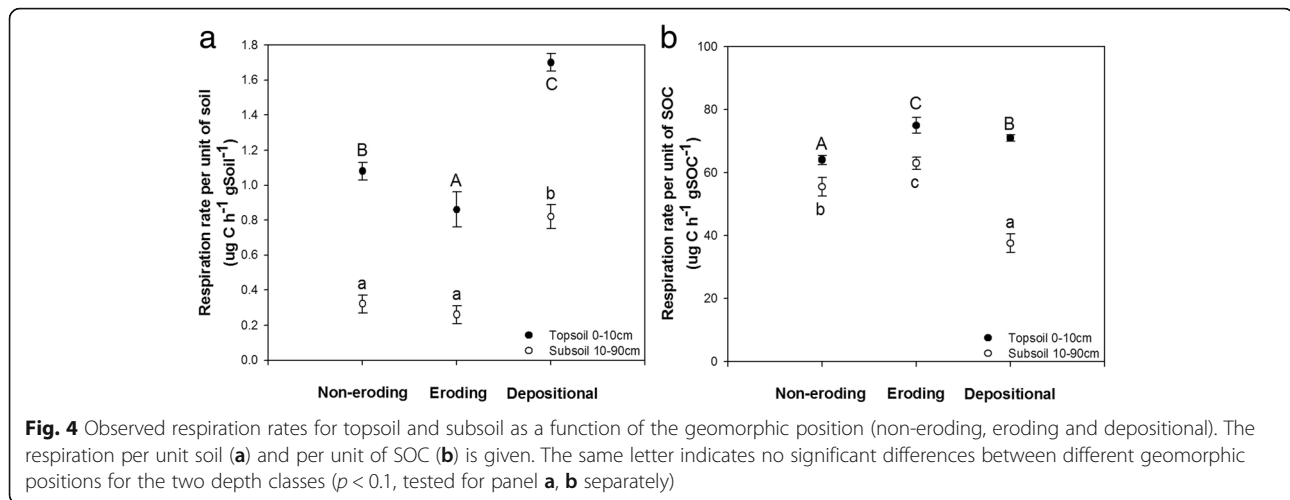 a
Respiration rate per unit of soil
(ug C h⁻¹ gSoil⁻¹)
1.8
1.6
1.4
1.2
1.0
0.8
0.6
0.4
0.2
0.0
B
A
C
a
a
b
Topsoil 0-10cm
Subsoil 10-90cm
Non-eroding Eroding Depositional
b
Respiration rate per unit of SOC
(ug C h⁻¹ gSOC⁻¹)
100
80
60
40
20
0
A
C
B
b
c
a
Topsoil 0-10cm
Subsoil 10-90cm
Non-eroding Eroding Depositional
Fig. 4 Observed respiration rates for topsoil and subsoil as a function of the geomorphic position (non-eroding, eroding and depositional). The
respiration per unit soil (a) and per unit of SOC (b) is given. The same letter indicates no significant differences between different geomorphic
positions for the two depth classes (p < 0.1, tested for panel a, b separately)